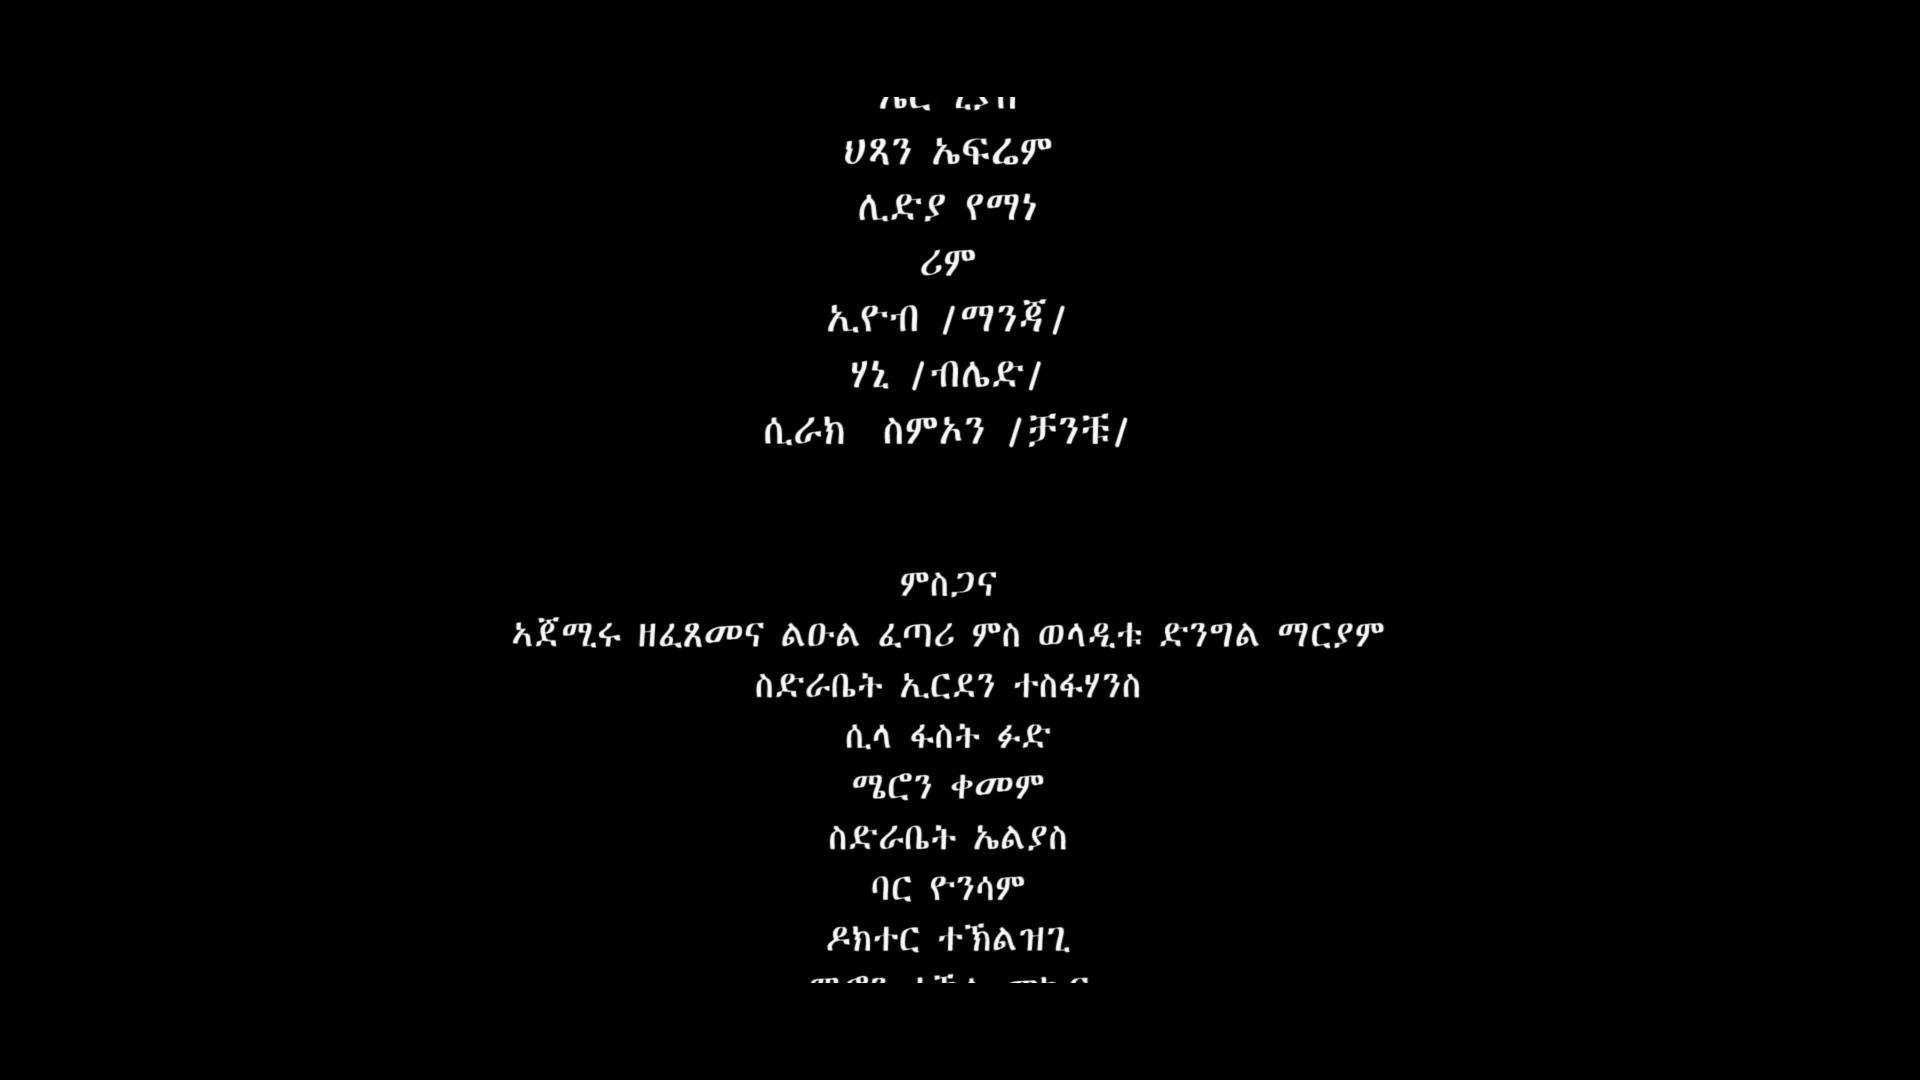 ህጻን ኤፍሬም
ሊድያ የማነ
ሪም
ኢዮብ /ማንጃ/
ሃኒ /ብሌድ/
ሲራክ ስምኦን /ቻንቹ/
ምስጋና
ኣጀሚሩ ዘፈጸመና ልዑል ፈጣሪ ምስ ወላዲቱ ድንግል ማርያም
ስድራቤት ኢርደን ተስፋሃንስ
ሲላ ፋስት ፉድ
ሜሮን ቀመም
ስድራቤት ኤልያስ
ባር ዮንሳም
ዶክተር ተኽልዝጊ